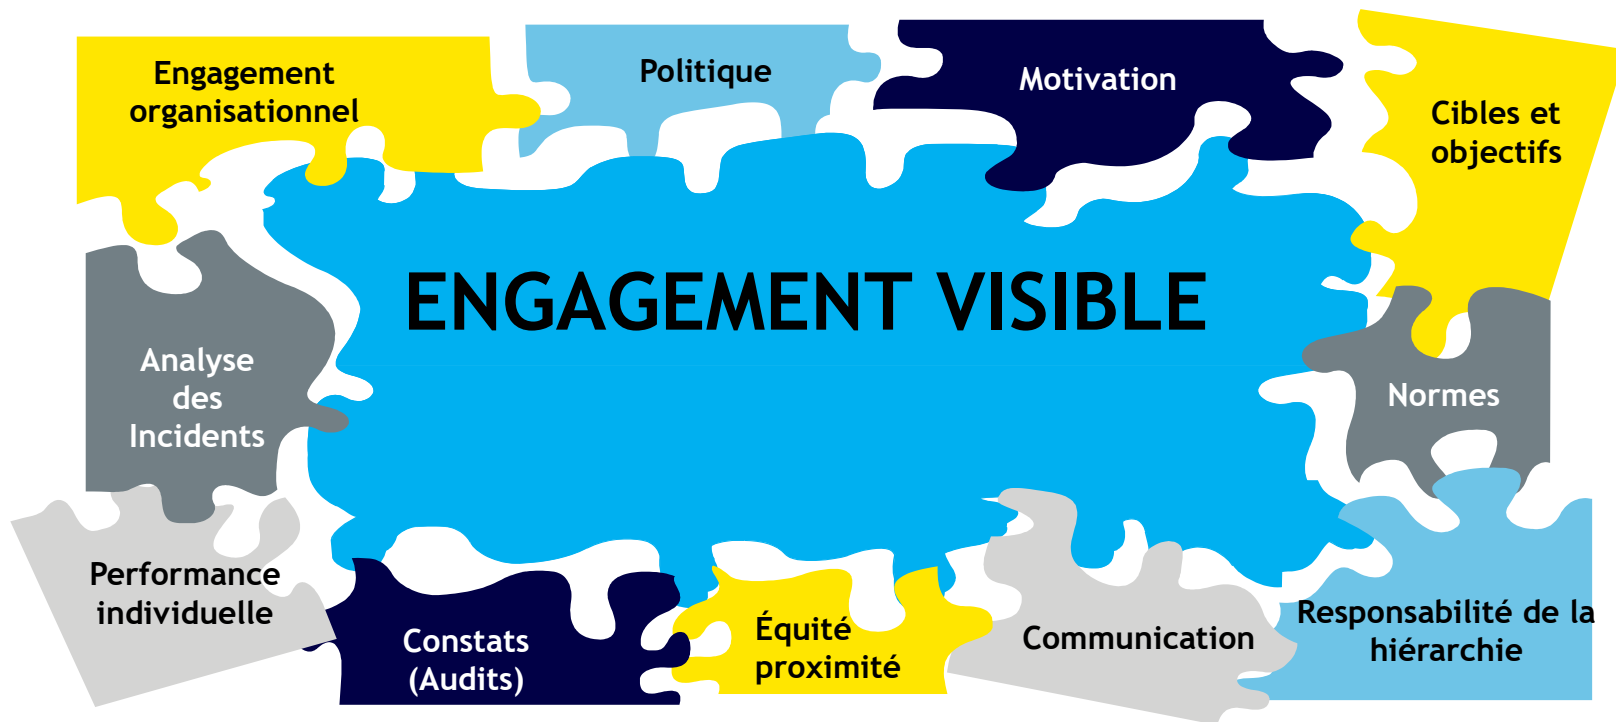 Engagement
organisationnel
Politique
Motivation
Cibles et
objectifs
ENGAGEMENT VISIBLE
Analyse
des
Incidents
Normes
Performance
individuelle
Constats
(Audits)
Équité
proximité
Communication
Responsabilité de la
hiérarchie